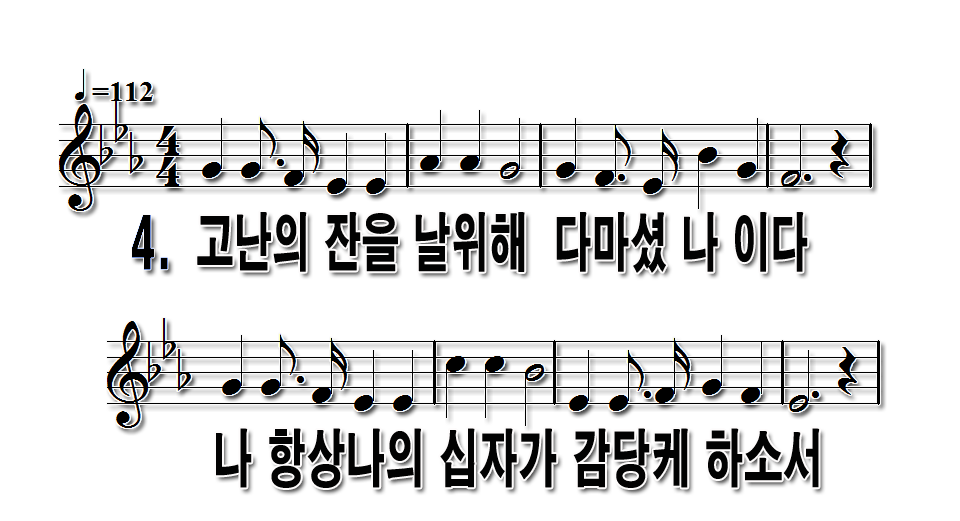 =112
4. 고난의 잔을 날위해 다마셨 나 이다
나 항상나의 십자가 감당케 하소서